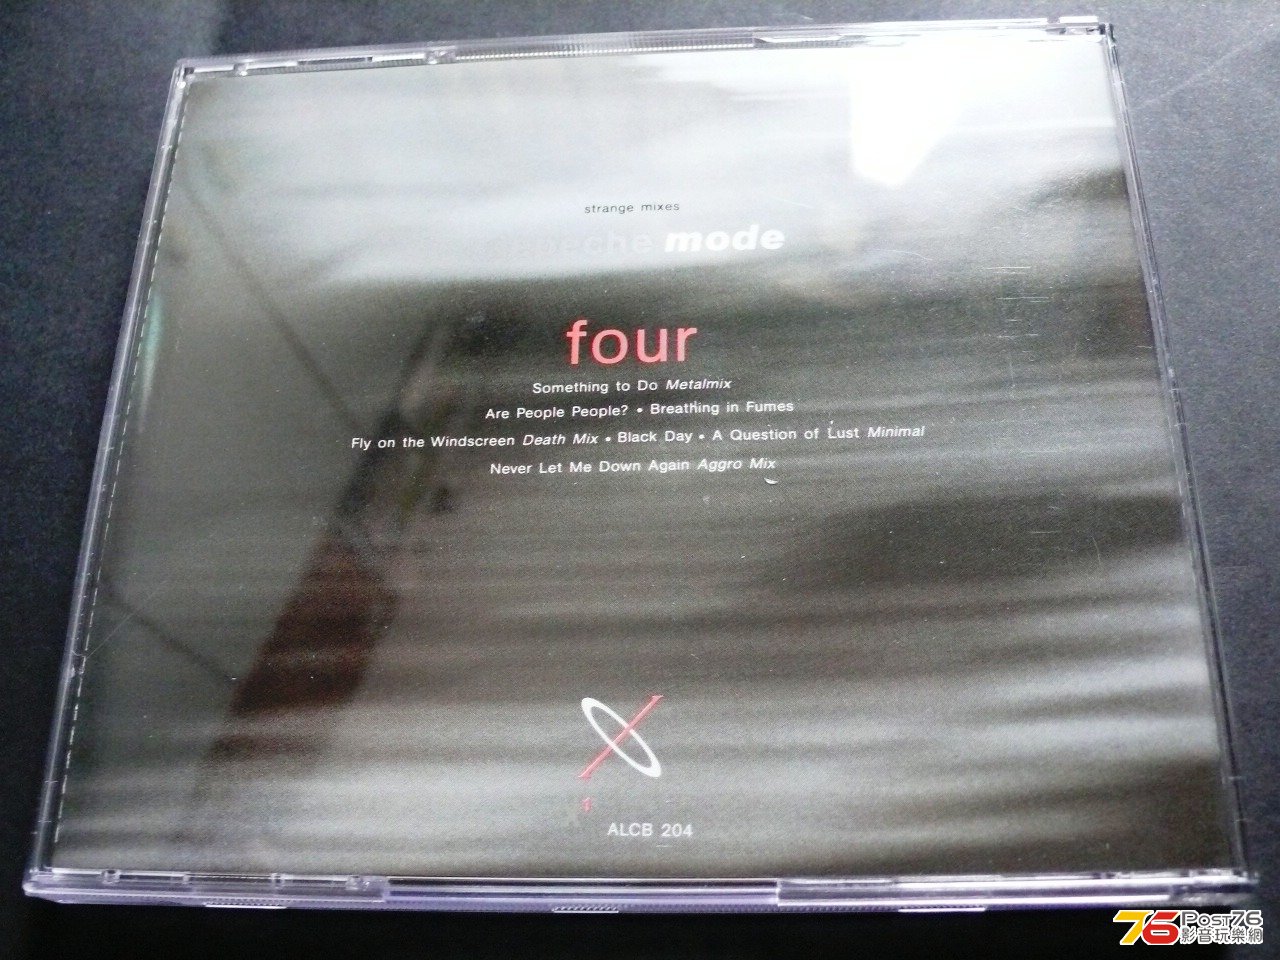 strange mixes
depeche mode
four
Something to Do Metalmix
Are People People? • Breathing in Fumes
Fly on the Windscreen Death Mix • Black Day • A Question of Lust Minimal
Never Let Me Down Again Aggro Mix
x¹
ALCB 204
76 Post76
影音玩樂網